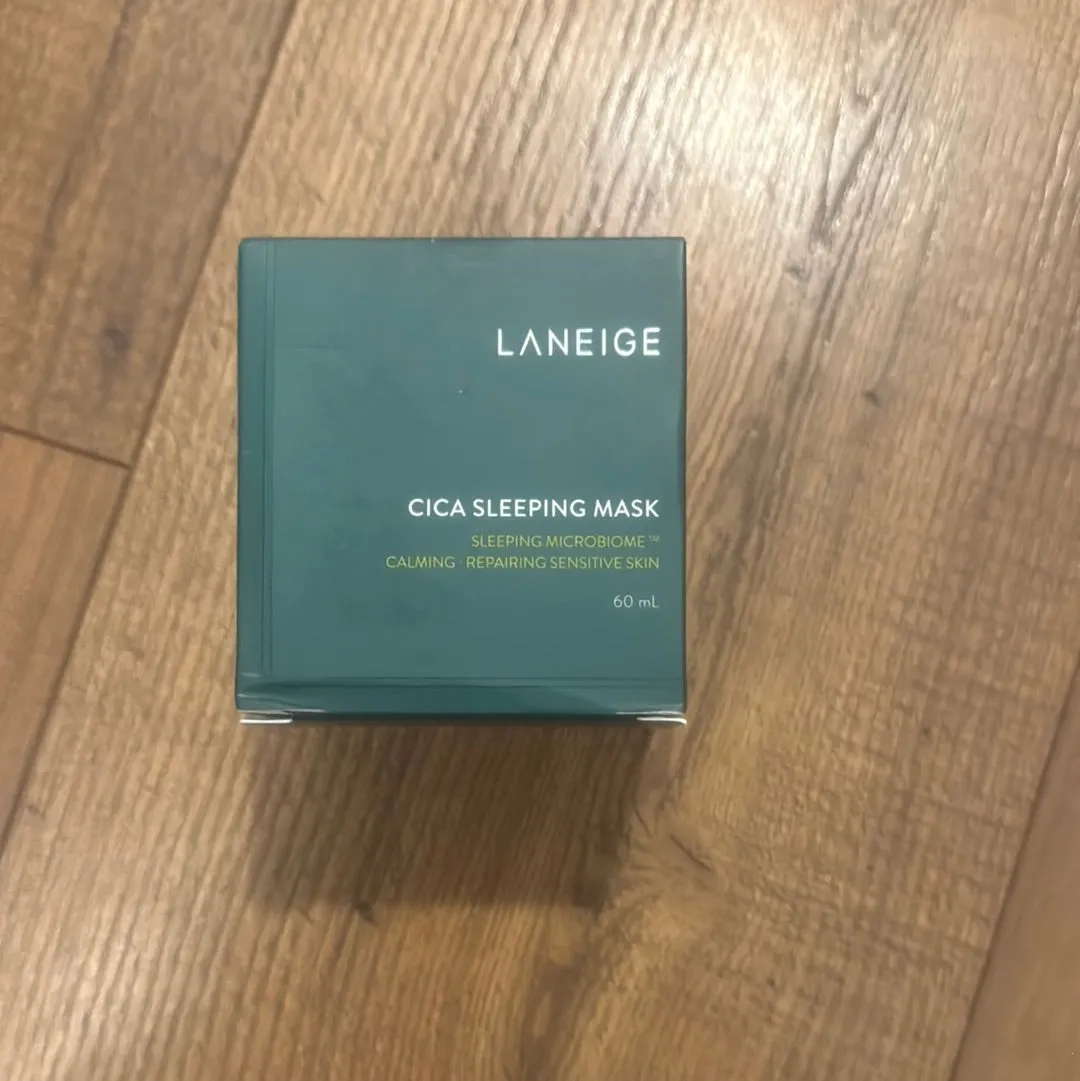 LANEIGE
CICA SLEEPING MASK
SLEEPING MICROBIOME™
CALMING · REPAIRING SENSITIVE SKIN
60 mL